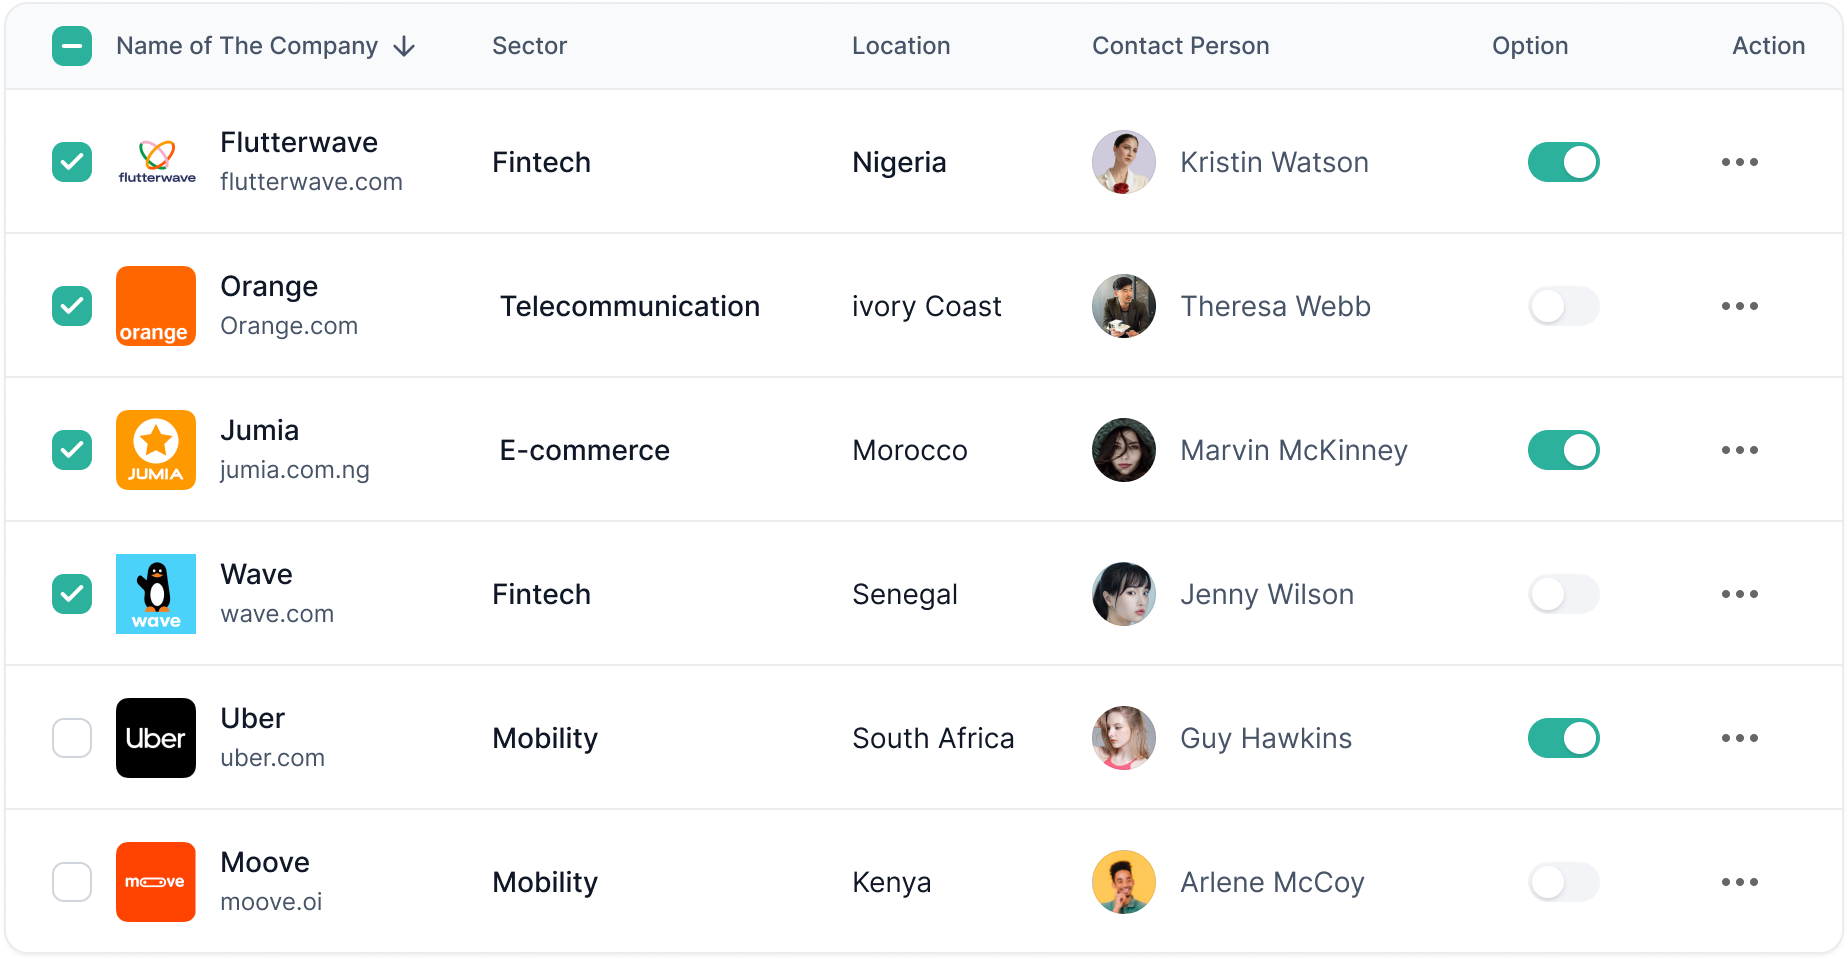 Name of The Company Sector Location Contact Person Option Action
flutterwave
Flutterwave
flutterwave.com
Fintech Nigeria Kristin Watson
orange
Orange
Orange.com
Telecommunication ivory Coast Theresa Webb
JUMIA
Jumia
jumia.com.ng
E-commerce Morocco Marvin McKinney
wave
Wave
wave.com
Fintech Senegal Jenny Wilson
Uber
Uber
uber.com
Mobility South Africa Guy Hawkins
moove
Moove
moove.oi
Mobility Kenya Arlene McCoy